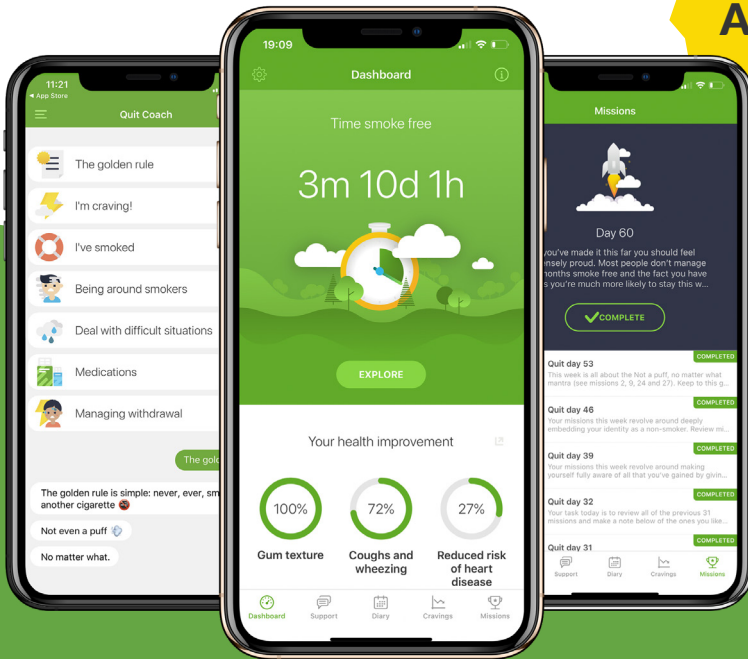 A
11:21
App Store
Quit Coach
The golden rule
I'm craving!
I've smoked
Being around smokers
Deal with difficult situations
Medications
Managing withdrawal
The golden rule is simple: never, ever, sm
another cigarette
Not even a puff
No matter what.
19:09
Dashboard
Time smoke free
3m 10d 1h
EXPLORE
Your health improvement
100%
72%
27%
Gum texture
Coughs and
wheezing
Reduced risk
of heart
disease
Dashboard
Support
Diary
Cravings
Missions
Missions
Day 60
you've made it this far you should feel
nsely proud. Most people don't manage
months smoke free and the fact you have
s you're much more likely to stay this w...
COMPLETE
COMPLETED
Quit day 53
This week is all about the Not a puff, no matter what
mantra (see missions 2, 9, 24 and 27). Keep to this g...
COMPLETED
Quit day 46
Your missions this week revolve around deeply
embedding your identity as a non-smoker. Review mi...
COMPLETED
Quit day 39
Your missions this week revolve around making
yourself fully aware of all that you've gained by givin...
COMPLETED
Quit day 32
Your task today is to review all of the previous 31
missions and make a note below of the ones you like...
COMPLETED
Quit day 31
Support
Diary
Cravings
Missions